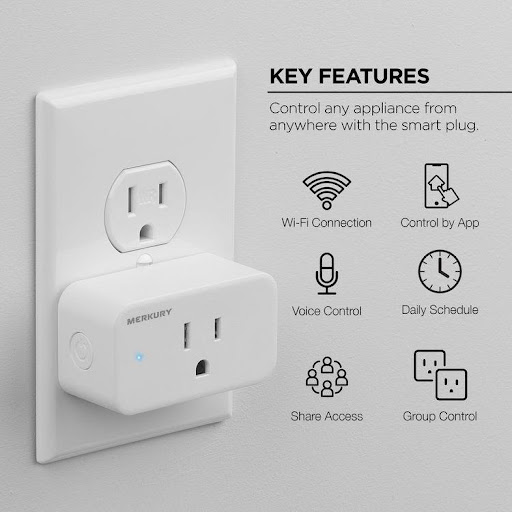 KEY FEATURES
Control any appliance from
anywhere with the smart plug.
Wi-Fi Connection
Control by App
Voice Control
Daily Schedule
Share Access
Group Control
MERKURY